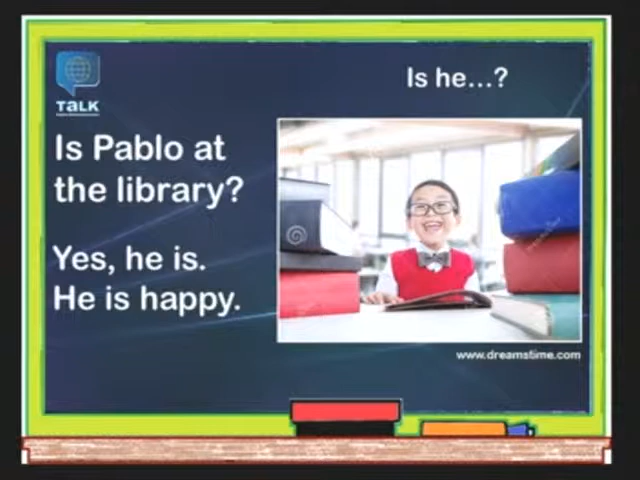 TaLK
Is he...?
Is Pablo at
the library?
Yes, he is.
He is happy.
www.dreamstime.com